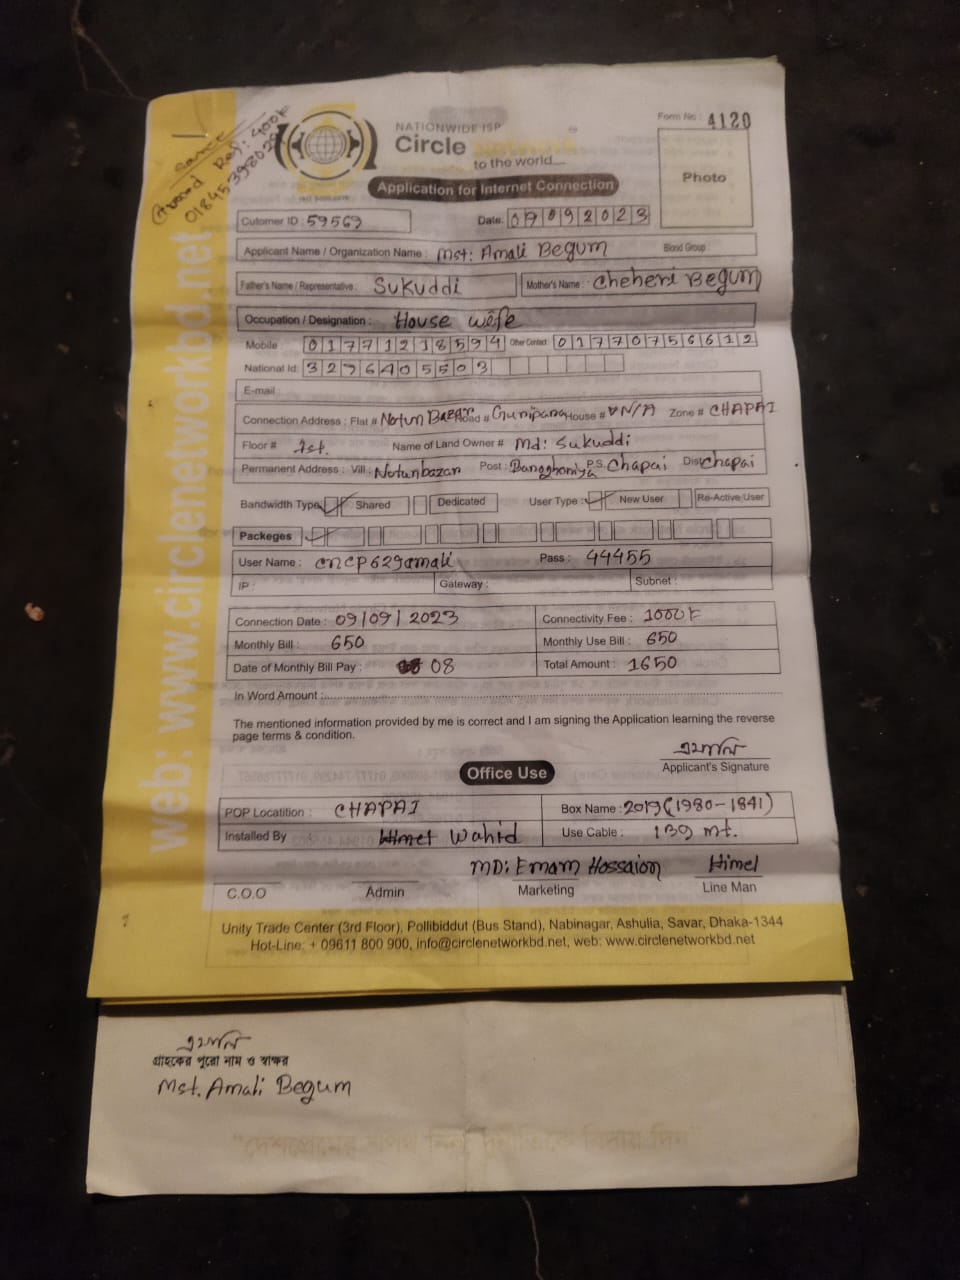 Form No : 4120
NATIONWIDE ISP
Circle Network
to the world.....
Photo
Application for Internet Connection
Ref: 400৳
Cutomer ID : 59569
Date: 07092023
Applicant Name / Organization Name : Mst: Amali Begum Blood Group :
Father's Name / Representative : Sukuddi Mother's Name : Cheheri Begum
Occupation / Designation : House wife
Mobile : 01771218594 Other Contact 01770756612
National Id: 3276405503
E-mail :
Connection Address : Flat # Notun Bazar Road # House # N/A Zone # CHAPAI
Floor # 1st. Name of Land Owner # Md: Sukuddi
Permanent Address : Vill : Notunbazar Post : P.S. Chapai Dist Chapai
Bandwidth Type Shared Dedicated User Type : New User Re-Active User
Packeges
User Name : cncp629amali Pass : 44455
IP : Gateway : Subnet :
Connection Date : 09/09/2023 Connectivity Fee : 1000৳
Monthly Bill : 650 Monthly Use Bill : 650
Date of Monthly Bill Pay : 08 Total Amount : 1650
In Word Amount :
The mentioned information provided by me is correct and I am signing the Application learning the reverse
page terms & condition.
Applicant's Signature
Office Use
POP Locatition : CHAPAI Box Name : 2019(1980-1841)
Installed By : Himel Wahid Use Cable : 139 mt.
MD: Emam Hossaion Himel
C.O.O Admin Marketing Line Man
Unity Trade Center (3rd Floor), Pollibiddut (Bus Stand), Nabinagar, Ashulia, Savar, Dhaka-1344
Hot-Line: + 09611 800 900, info@circlenetworkbd.net, web: www.circlenetworkbd.net
web: www.circlenetworkbd.net
গ্রাহকের পুরো নাম ও স্বাক্ষর
Mst. Amali Begum